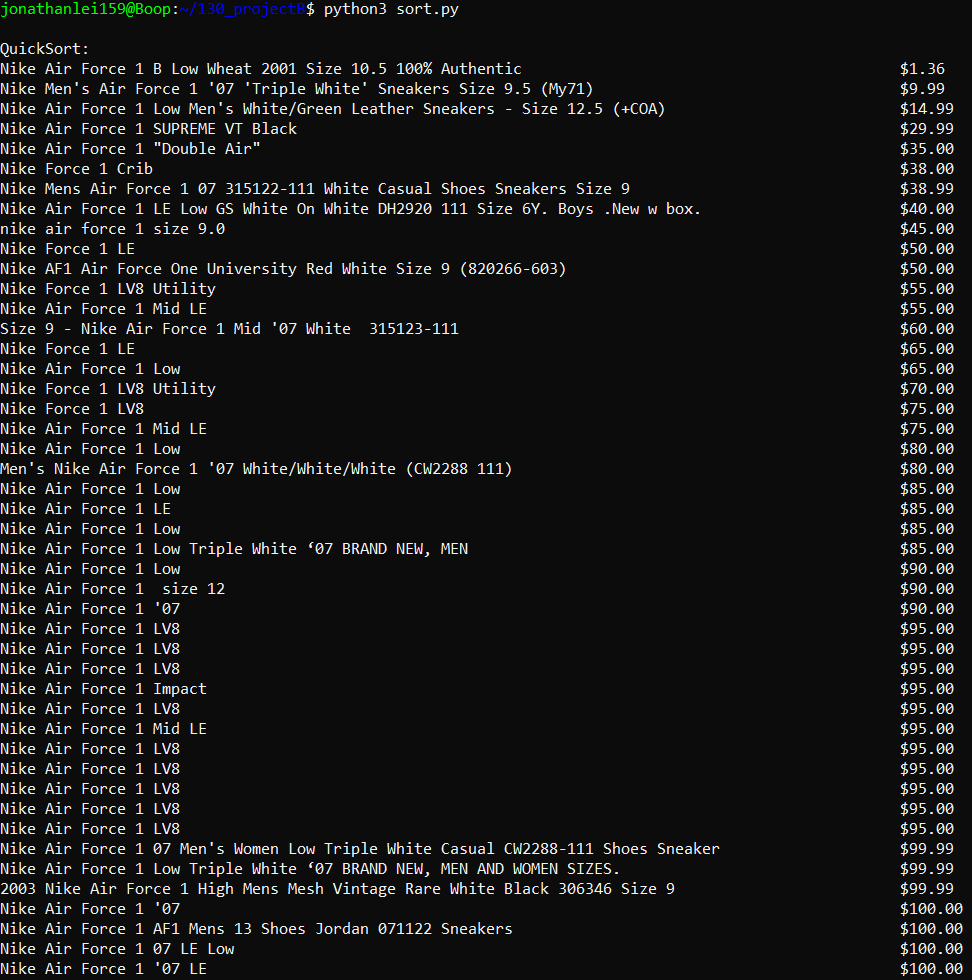 jonathanlei159@Boop:~/130_projectB$ python3 sort.py
QuickSort:
Nike Air Force 1 B Low Wheat 2001 Size 10.5 100% Authentic $1.36
Nike Men's Air Force 1 '07 'Triple White' Sneakers Size 9.5 (My71) $9.99
Nike Air Force 1 Low Men's White/Green Leather Sneakers - Size 12.5 (+COA) $14.99
Nike Air Force 1 SUPREME VT Black $29.99
Nike Air Force 1 "Double Air" $35.00
Nike Force 1 Crib $38.00
Nike Mens Air Force 1 07 315122-111 White Casual Shoes Sneakers Size 9 $38.99
Nike Air Force 1 LE Low GS White On White DH2920 111 Size 6Y. Boys .New w box. $40.00
nike air force 1 size 9.0 $45.00
Nike Force 1 LE $50.00
Nike AF1 Air Force One University Red White Size 9 (820266-603) $50.00
Nike Force 1 LV8 Utility $55.00
Nike Air Force 1 Mid LE $55.00
Size 9 - Nike Air Force 1 Mid '07 White  315123-111 $60.00
Nike Force 1 LE $65.00
Nike Air Force 1 Low $65.00
Nike Force 1 LV8 Utility $70.00
Nike Force 1 LV8 $75.00
Nike Air Force 1 Mid LE $75.00
Nike Air Force 1 Low $80.00
Men's Nike Air Force 1 '07 White/White/White (CW2288 111) $80.00
Nike Air Force 1 Low $85.00
Nike Air Force 1 LE $85.00
Nike Air Force 1 Low $85.00
Nike Air Force 1 Low Triple White ‘07 BRAND NEW, MEN $85.00
Nike Air Force 1 Low $90.00
Nike Air Force 1  size 12 $90.00
Nike Air Force 1 '07 $90.00
Nike Air Force 1 LV8 $95.00
Nike Air Force 1 LV8 $95.00
Nike Air Force 1 LV8 $95.00
Nike Air Force 1 Impact $95.00
Nike Air Force 1 LV8 $95.00
Nike Air Force 1 Mid LE $95.00
Nike Air Force 1 LV8 $95.00
Nike Air Force 1 LV8 $95.00
Nike Air Force 1 LV8 $95.00
Nike Air Force 1 LV8 $95.00
Nike Air Force 1 LV8 $95.00
Nike Air Force 1 07 Men's Women Low Triple White Casual CW2288-111 Shoes Sneaker $99.99
Nike Air Force 1 Low Triple White ‘07 BRAND NEW, MEN AND WOMEN SIZES. $99.99
2003 Nike Air Force 1 High Mens Mesh Vintage Rare White Black 306346 Size 9 $99.99
Nike Air Force 1 '07 $100.00
Nike Air Force 1 AF1 Mens 13 Shoes Jordan 071122 Sneakers $100.00
Nike Air Force 1 07 LE Low $100.00
Nike Air Force 1 '07 LE $100.00